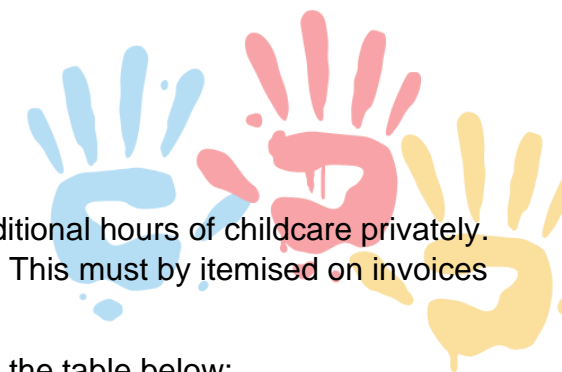 ditional hours of childcare privately.
This must by itemised on invoices
the table below: